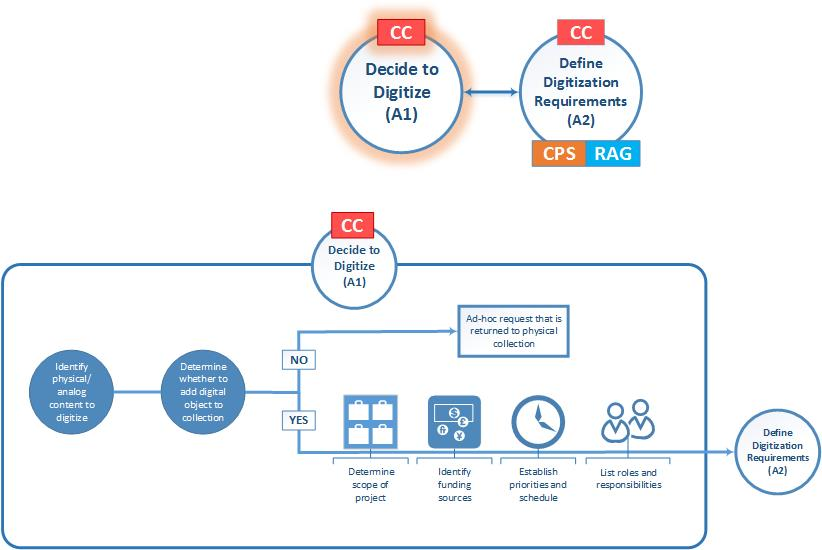 CC
Decide to
Digitize
(A1)
CC
Define
Digitization
Requirements
(A2)
CPS
RAG
CC
Decide to
Digitize
(A1)
Identify
physical/
analog
content to
digitize
Determine
whether to
add digital
object to
collection
NO
Ad-hoc request that is
returned to physical
collection
YES
$
£
¥
Determine
scope of
project
Identify
funding
sources
Establish
priorities and
schedule
List roles and
responsibilities
Define
Digitization
Requirements
(A2)